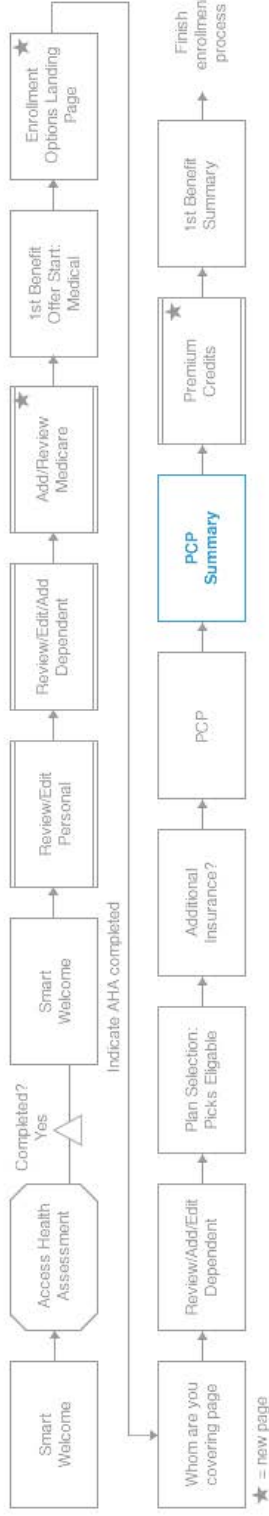 Smart
Welcome
Access Health
Assessment
Completed?
Yes
Smart
Welcome
Indicate AHA completed
Review/Edit
Personal
Review/Edit/Add
Dependent
Add/Review
Medicare
1st Benefit
Offer Start:
Medical
Enrollment
Options Landing
Page
Whom are you
covering page
Review/Add/Edit
Dependent
Plan Selection:
Picks Eligable
Additional
Insurance?
PCP
PCP
Summary
Premium
Credits
1st Benefit
Summary
Finish
enrollment
process
★ = new page